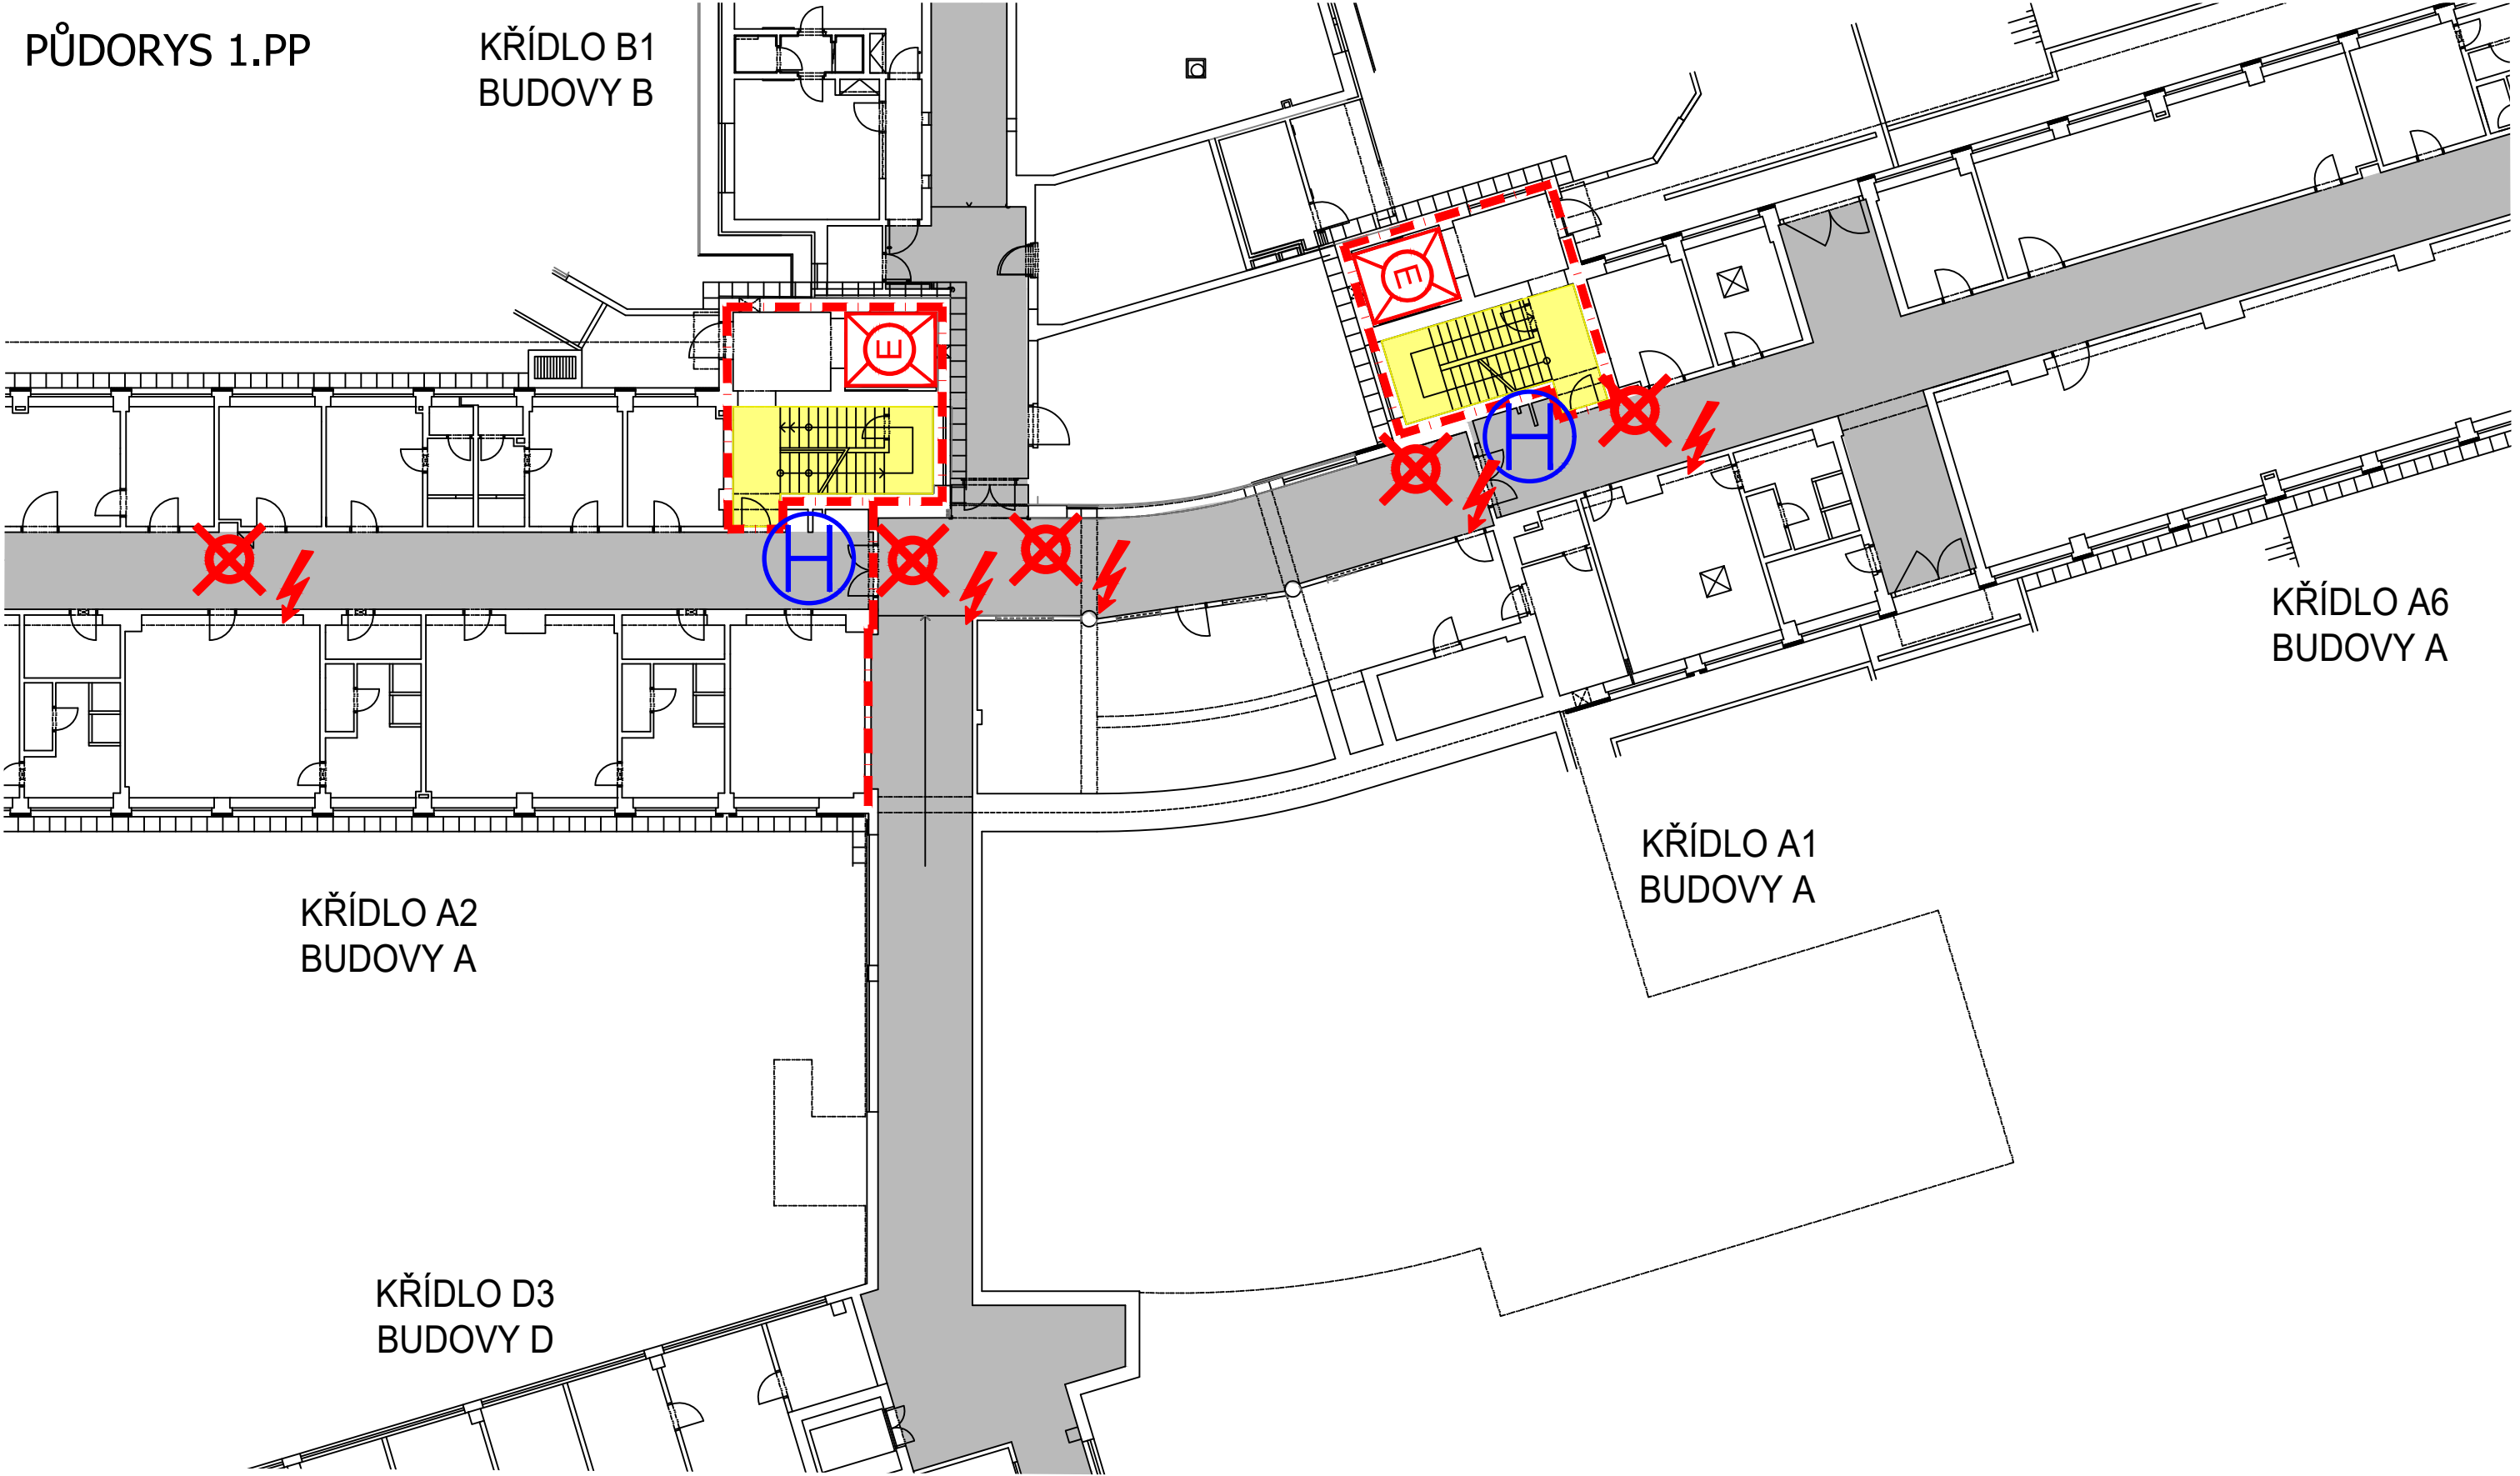 PŮDORYS 1.PP
KŘÍDLO B1
BUDOVY B
E
E
H
H
KŘÍDLO A6
BUDOVY A
KŘÍDLO A1
BUDOVY A
KŘÍDLO A2
BUDOVY A
KŘÍDLO D3
BUDOVY D